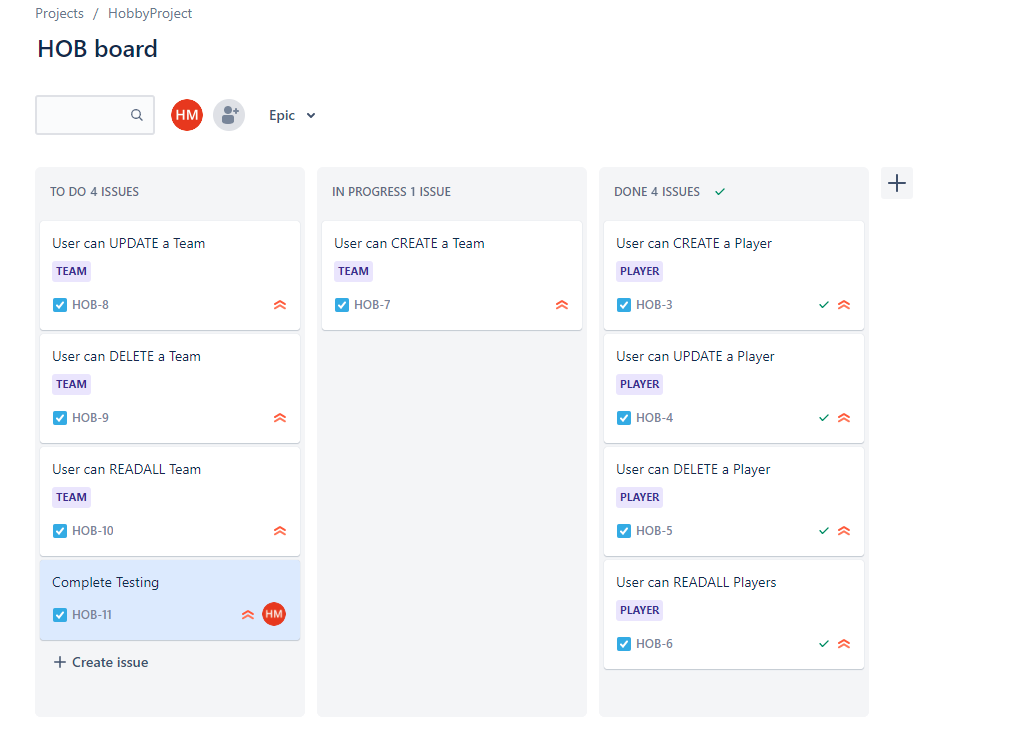 Projects / HobbyProject
HOB board
HM
Epic
TO DO 4 ISSUES
User can UPDATE a Team
TEAM
HOB-8
User can DELETE a Team
TEAM
HOB-9
User can READALL Team
TEAM
HOB-10
Complete Testing
HOB-11 HM
Create issue
IN PROGRESS 1 ISSUE
User can CREATE a Team
TEAM
HOB-7
DONE 4 ISSUES
User can CREATE a Player
PLAYER
HOB-3
User can UPDATE a Player
PLAYER
HOB-4
User can DELETE a Player
PLAYER
HOB-5
User can READALL Players
PLAYER
HOB-6